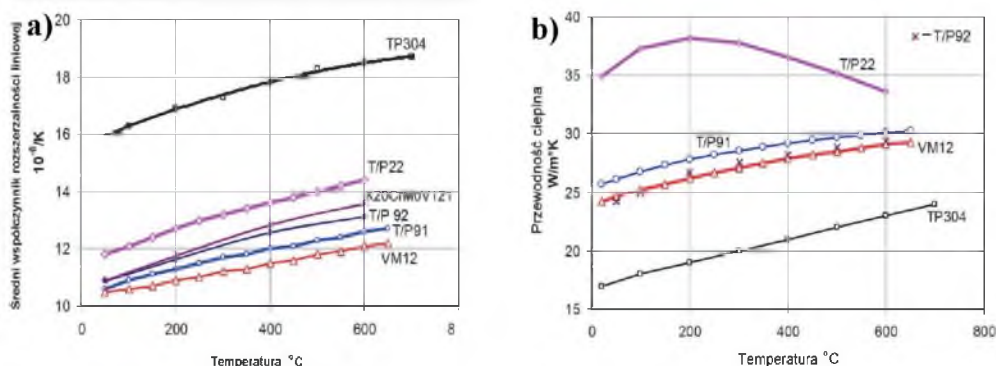 a)
Średni współczynnik rozszerzalności liniowej
10⁻⁶/K
20
18
16
14
12
10
TP304
T/P22
X20CrMoV121
T/P 92
T/P91
VM12
0
200
400
600
8
Temperatura °C
b)
Przewodność cieplna
W/m*K
40
35
30
25
20
15
×–T/P92
T/P22
T/P91
VM12
TP304
0
200
400
600
800
Temperatura °C